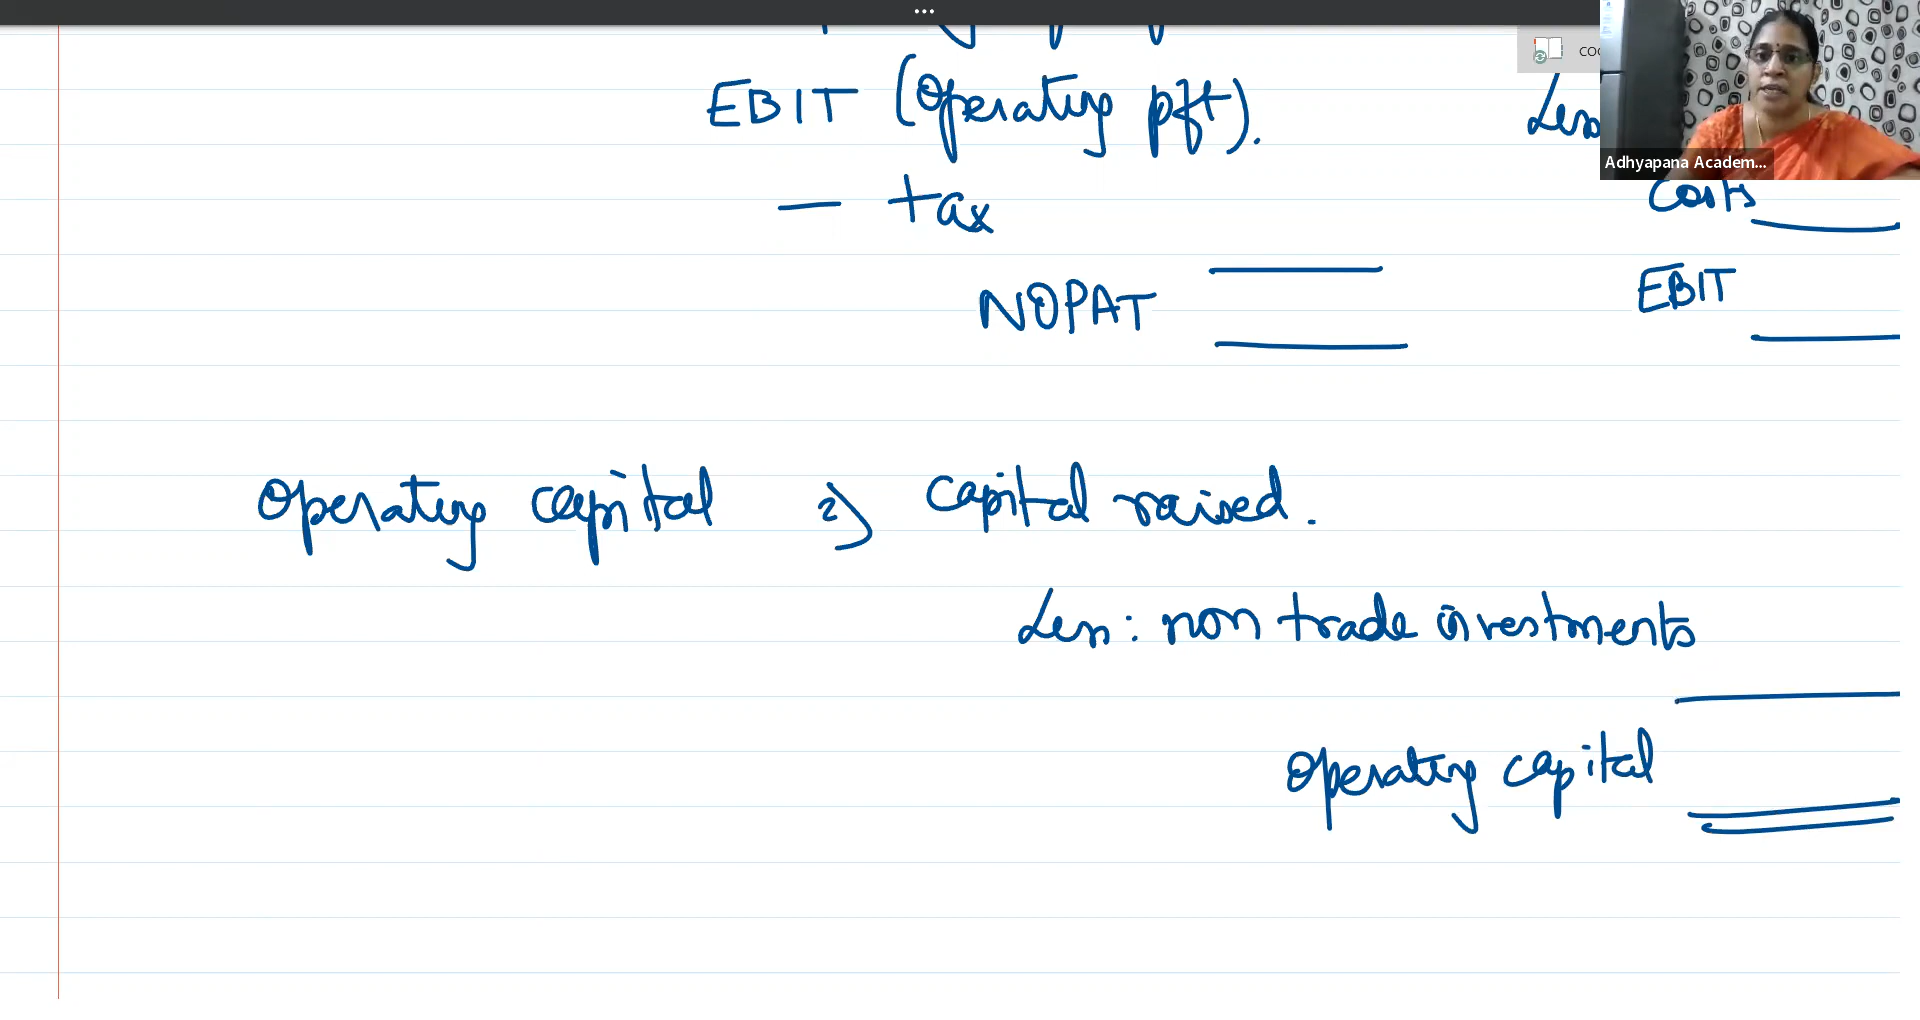 ...
EBIT (Operating pft).
Less
Adhyapana Academ...
- tax
Costs
NOPAT
EBIT
Operating capital => capital raised.
Less: non trade investments
Operating capital